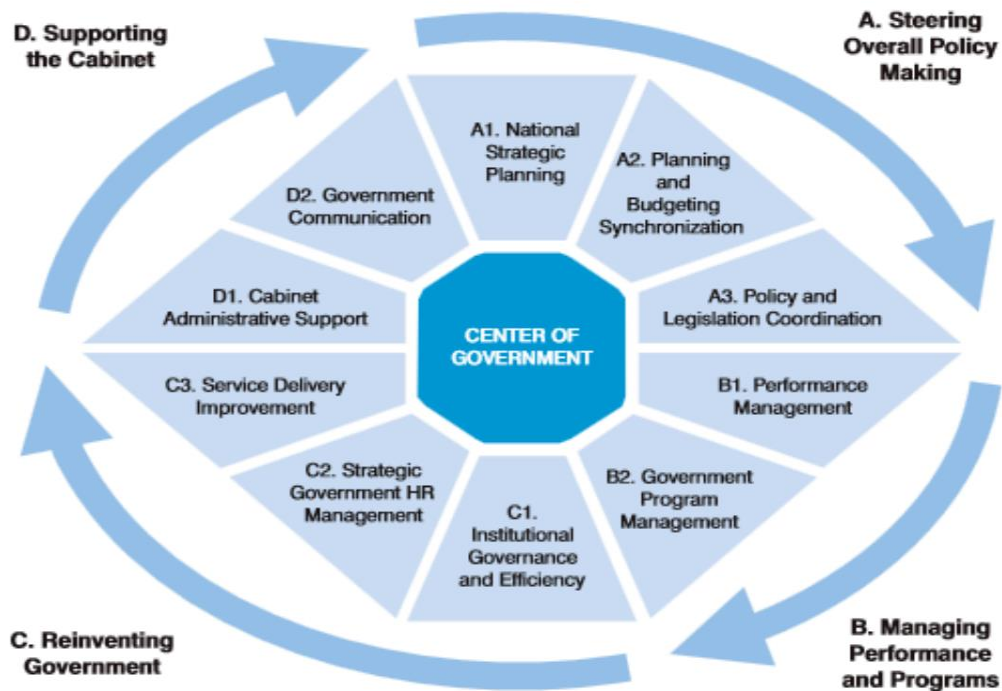 D. Supporting
the Cabinet
A. Steering
Overall Policy
Making
A1. National
Strategic
Planning
A2. Planning
and
Budgeting
Synchronization
D2. Government
Communication
D1. Cabinet
Administrative Support
A3. Policy and
Legislation Coordination
CENTER OF
GOVERNMENT
C3. Service Delivery
Improvement
B1. Performance
Management
C2. Strategic
Government HR
Management
B2. Government
Program
Management
C1.
Institutional
Governance
and Efficiency
C. Reinventing
Government
B. Managing
Performance
and Programs